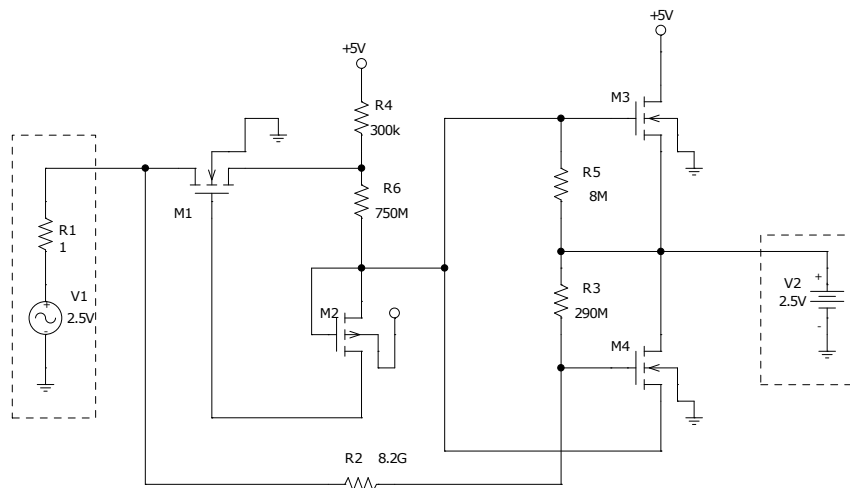 +5V
+5V
R4
300k
M3
R1
1
M1
R6
750M
R5
8M
V1
2.5V
+
-
M2
R3
290M
V2
2.5V
+
-
M4
R2 8.2G